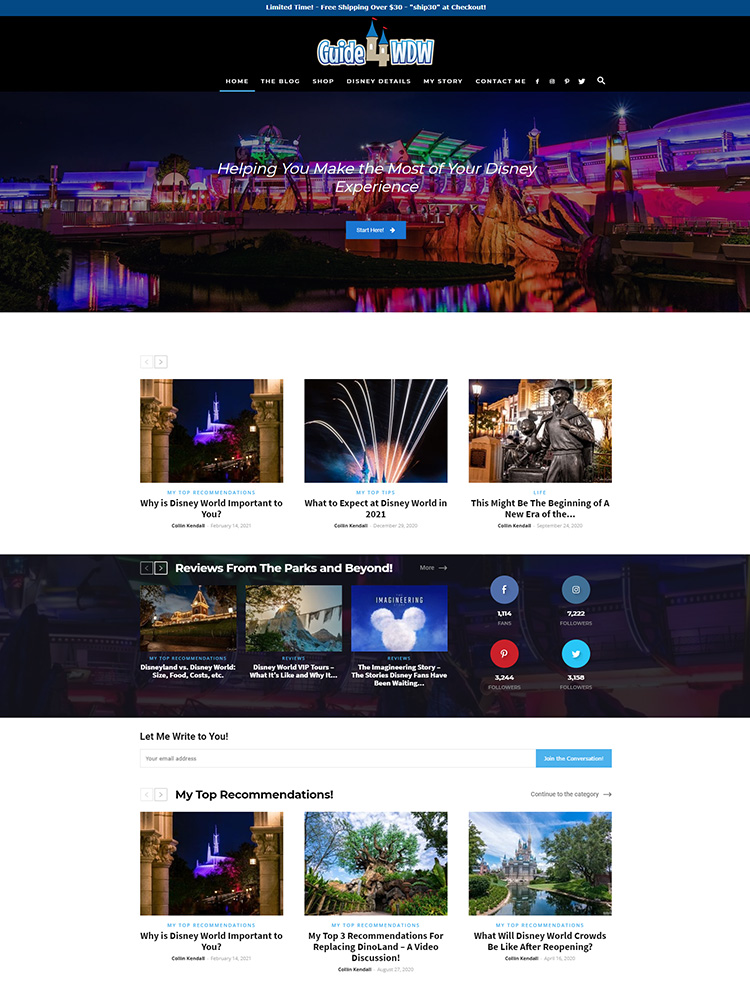 Limited Time! - Free Shipping Over $30 - "ship30" at Checkout!
Guide4WDW
HOME THE BLOG SHOP DISNEY DETAILS MY STORY CONTACT ME
Helping You Make the Most of Your Disney
Experience
Start Here!
MY TOP RECOMMENDATIONS
Why is Disney World Important to
You?
Collin Kendall - February 14, 2021
MY TOP TIPS
What to Expect at Disney World in
2021
Collin Kendall - December 29, 2020
LIFE
This Might Be The Beginning of A
New Era of the...
Collin Kendall - September 24, 2020
Reviews From The Parks and Beyond!
More
MY TOP RECOMMENDATIONS
Disneyland vs. Disney World:
Size, Food, Costs, etc.
REVIEWS
Disney World VIP Tours –
What It's Like and Why It...
IMAGINEERING
REVIEWS
The Imagineering Story –
The Stories Disney Fans Have
Been Waiting...
1,114
FANS
7,222
FOLLOWERS
3,244
FOLLOWERS
3,158
FOLLOWERS
Let Me Write to You!
Your email address
Join the Conversation!
My Top Recommendations!
Continue to the category
MY TOP RECOMMENDATIONS
Why is Disney World Important to
You?
Collin Kendall - February 14, 2021
MY TOP RECOMMENDATIONS
My Top 3 Recommendations For
Replacing DinoLand – A Video
Discussion!
Collin Kendall - August 27, 2020
MY TOP RECOMMENDATIONS
What Will Disney World Crowds
Be Like After Reopening?
Collin Kendall - April 16, 2020